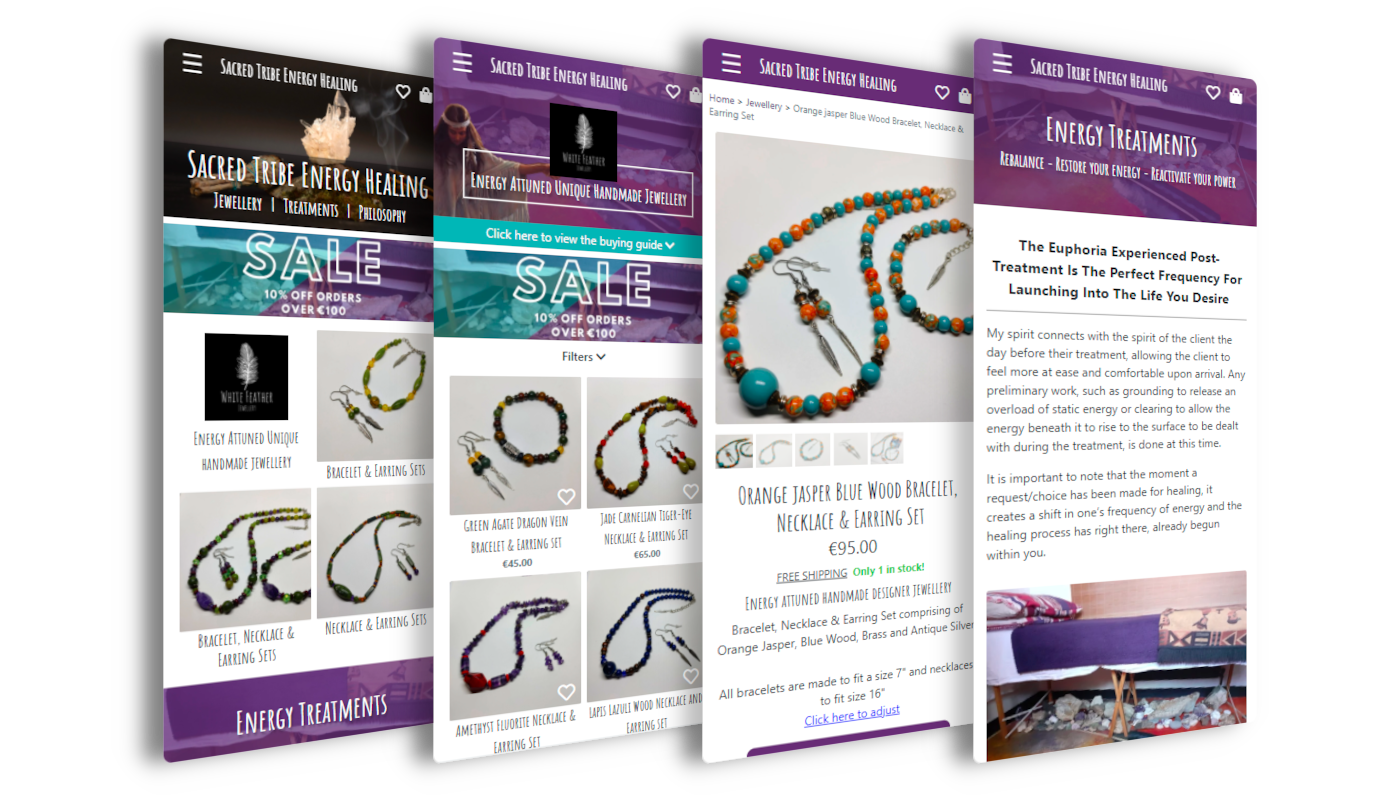 Sacred Tribe Energy Healing
Sacred Tribe Energy Healing
Jewellery | Treatments | Philosophy
SALE
10% OFF ORDERS
OVER €100
White Feather
Jewellery
Energy Attuned Unique
Handmade Jewellery
Bracelet & Earring Sets
Bracelet, Necklace &
Earring Sets
Necklace & Earring Sets
Energy Treatments
Sacred Tribe Energy Healing
White Feather
Jewellery
Energy Attuned Unique Handmade Jewellery
Click here to view the buying guide
SALE
10% OFF ORDERS
OVER €100
Filters
Green Agate Dragon Vein
Bracelet & Earring set
€45.00
Jade Carnelian Tiger-Eye
Necklace & Earring Set
€65.00
Amethyst Fluorite Necklace &
Earring Set
Lapis Lazuli Wood Necklace and
Earring Set
Sacred Tribe Energy Healing
Home > Jewellery > Orange jasper Blue Wood Bracelet, Necklace &
Earring Set
Orange jasper Blue Wood Bracelet,
Necklace & Earring Set
€95.00
FREE SHIPPING Only 1 in stock!
Energy attuned handmade designer jewellery
Bracelet, Necklace & Earring Set comprising of
Orange Jasper, Blue Wood, Brass and Antique Silver
All bracelets are made to fit a size 7" and necklaces
to fit size 16"
Click here to adjust
Sacred Tribe Energy Healing
Energy Treatments
Rebalance - Restore your energy - Reactivate your power
The Euphoria Experienced Post-
Treatment Is The Perfect Frequency For
Launching Into The Life You Desire
My spirit connects with the spirit of the client the
day before their treatment, allowing the client to
feel more at ease and comfortable upon arrival. Any
preliminary work, such as grounding to release an
overload of static energy or clearing to allow the
energy beneath it to rise to the surface to be dealt
with during the treatment, is done at this time.
It is important to note that the moment a
request/choice has been made for healing, it
creates a shift in one's frequency of energy and the
healing process has right there, already begun
within you.